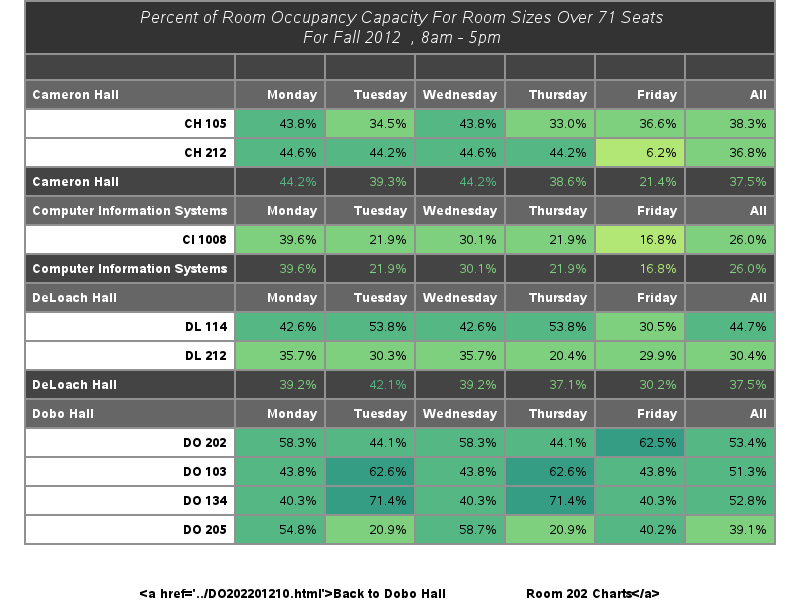 Percent of Room Occupancy Capacity For Room Sizes Over 71 Seats
For Fall 2012 , 8am - 5pm
Cameron Hall Monday Tuesday Wednesday Thursday Friday All
CH 105 43.8% 34.5% 43.8% 33.0% 36.6% 38.3%
CH 212 44.6% 44.2% 44.6% 44.2% 6.2% 36.8%
Cameron Hall 44.2% 39.3% 44.2% 38.6% 21.4% 37.5%
Computer Information Systems Monday Tuesday Wednesday Thursday Friday All
CI 1008 39.6% 21.9% 30.1% 21.9% 16.8% 26.0%
Computer Information Systems 39.6% 21.9% 30.1% 21.9% 16.8% 26.0%
DeLoach Hall Monday Tuesday Wednesday Thursday Friday All
DL 114 42.6% 53.8% 42.6% 53.8% 30.5% 44.7%
DL 212 35.7% 30.3% 35.7% 20.4% 29.9% 30.4%
DeLoach Hall 39.2% 42.1% 39.2% 37.1% 30.2% 37.5%
Dobo Hall Monday Tuesday Wednesday Thursday Friday All
DO 202 58.3% 44.1% 58.3% 44.1% 62.5% 53.4%
DO 103 43.8% 62.6% 43.8% 62.6% 43.8% 51.3%
DO 134 40.3% 71.4% 40.3% 71.4% 40.3% 52.8%
DO 205 54.8% 20.9% 58.7% 20.9% 40.2% 39.1%
<a href='../DO202201210.html'>Back to Dobo Hall Room 202 Charts</a>